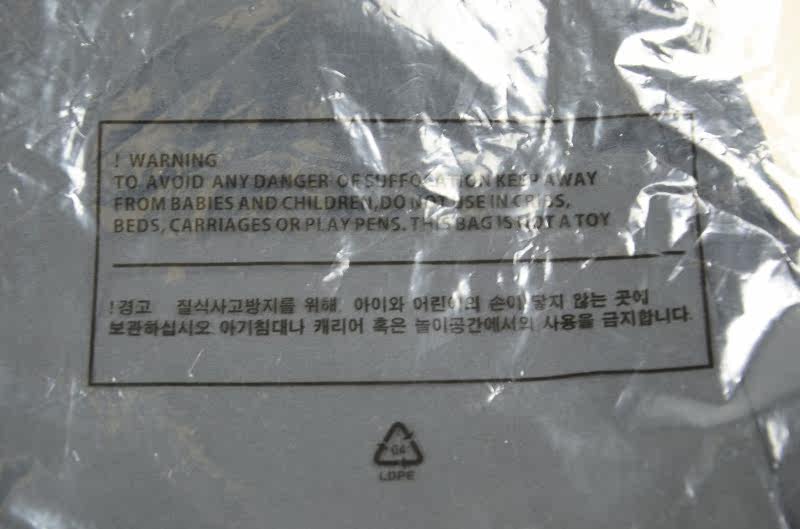 ! WARNING
TO AVOID ANY DANGER OF SUFFOCATION KEEP AWAY
FROM BABIES AND CHILDREN,DO NOT USE IN CRIBS,
BEDS, CARRIAGES OR PLAY PENS. THIS BAG IS NOT A TOY
!경고 질식사고방지를 위해 아이와 어린이의 손이 닿지 않는 곳에
보관하십시오 아기침대나 캐리어 혹은 놀이공간에서의 사용을 금지합니다.
04
LDPE